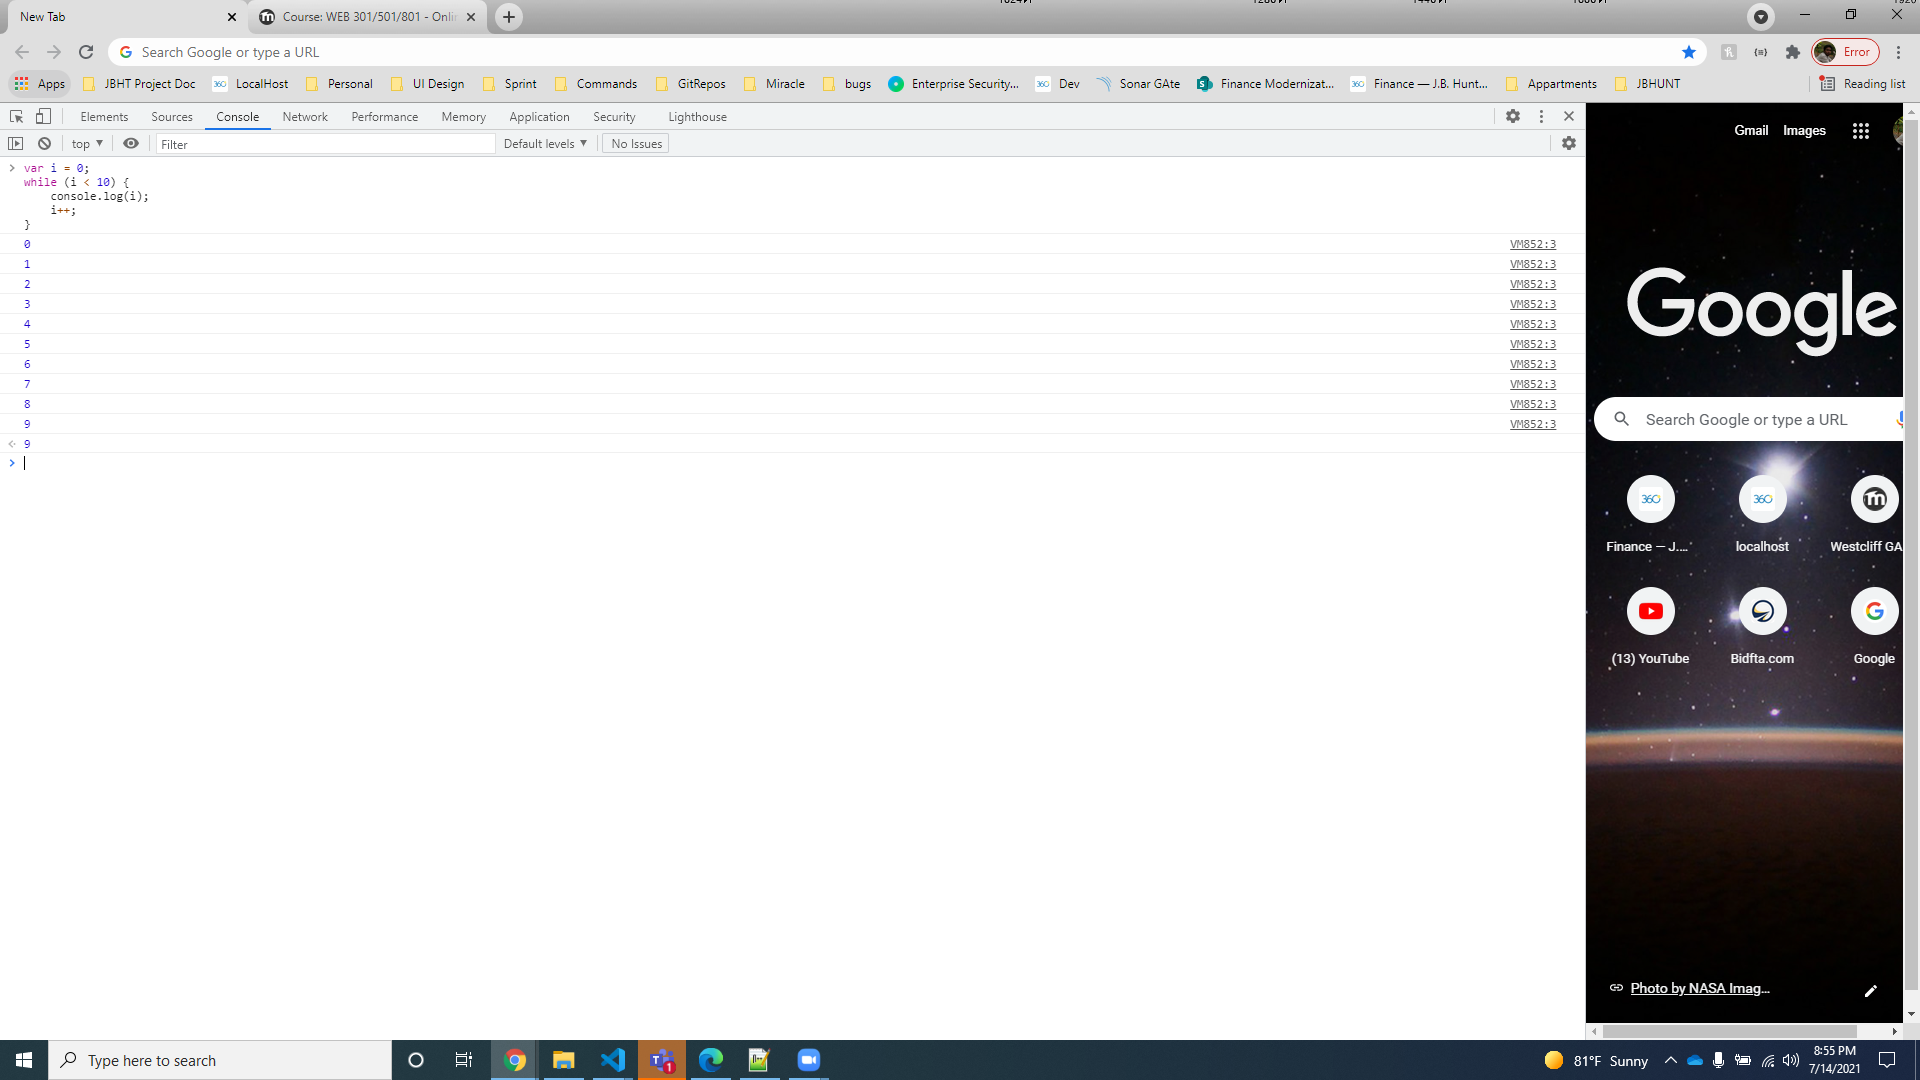 New Tab
Course: WEB 301/501/801 - Onli
Search Google or type a URL
Error
Apps
JBHT Project Doc
LocalHost
Personal
UI Design
Sprint
Commands
GitRepos
Miracle
bugs
Enterprise Security...
Dev
Sonar GAte
Finance Modernizat...
Finance — J.B. Hunt...
Appartments
JBHUNT
Reading list
Elements Sources Console Network Performance Memory Application Security Lighthouse
top ▼ Filter Default levels ▼ No Issues
> var i = 0;
while (i < 10) {
    console.log(i);
    i++;
}
0 VM852:3
1 VM852:3
2 VM852:3
3 VM852:3
4 VM852:3
5 VM852:3
6 VM852:3
7 VM852:3
8 VM852:3
9 VM852:3
9
>
Gmail Images
Google
Search Google or type a URL
360 360 m
Finance — J.... localhost Westcliff GA
(13) YouTube Bidfta.com Google
Photo by NASA Imag...
Type here to search
1
81°F Sunny
8:55 PM
7/14/2021